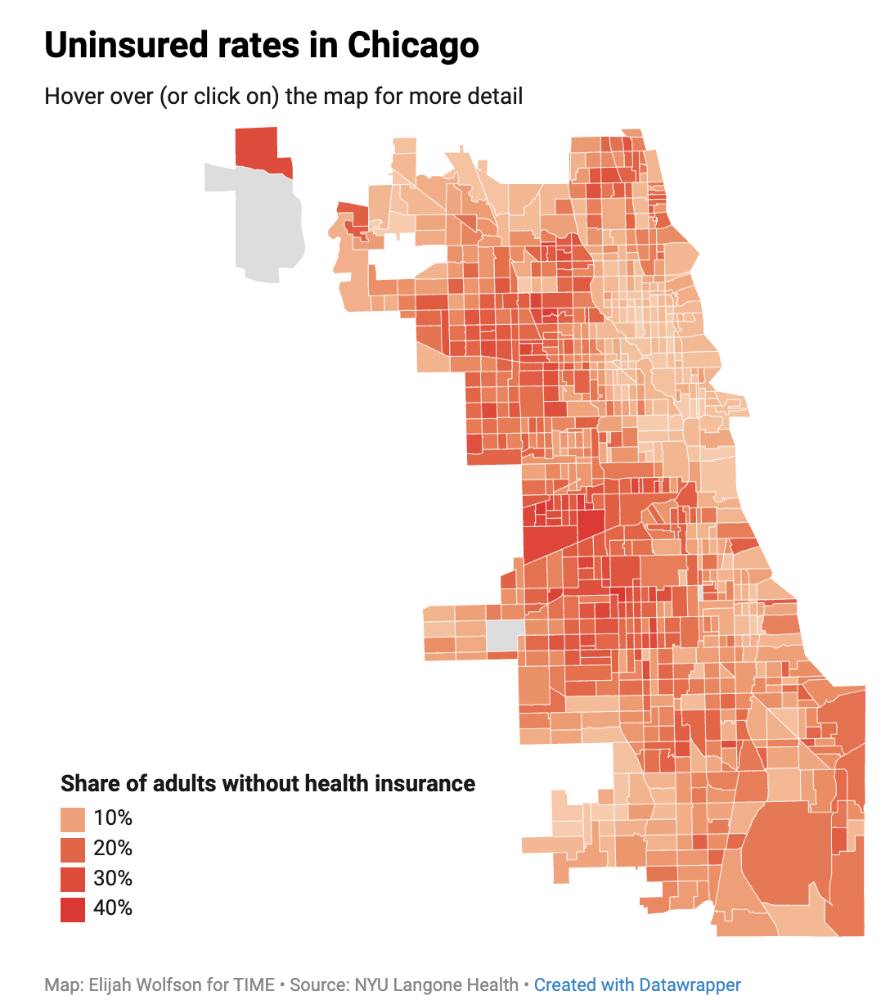 Uninsured rates in Chicago
Hover over (or click on) the map for more detail
Share of adults without health insurance
10%
20%
30%
40%
Map: Elijah Wolfson for TIME • Source: NYU Langone Health • Created with Datawrapper